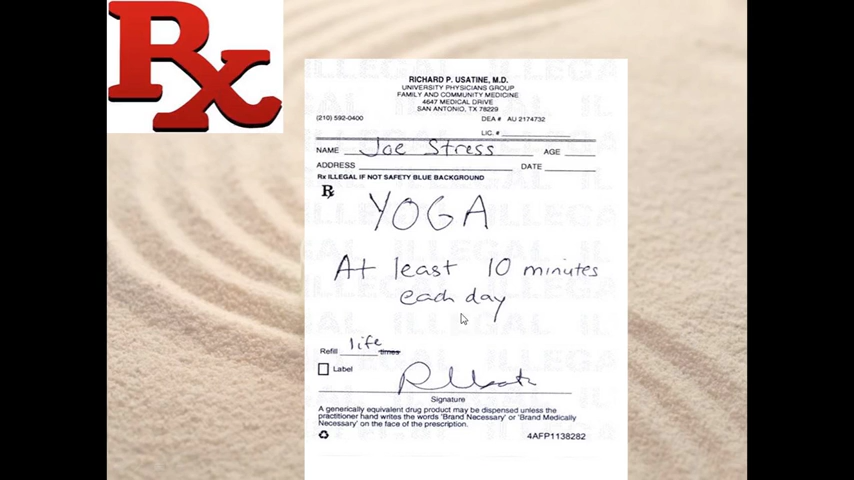 Rx
RICHARD P. USATINE, M.D.
UNIVERSITY PHYSICIANS GROUP
FAMILY AND COMMUNITY MEDICINE
4647 MEDICAL DRIVE
SAN ANTONIO, TX 78229
(210) 592-0400 DEA # AU 2174732
LIC. #
NAME Joe Stress AGE
ADDRESS DATE
Rx ILLEGAL IF NOT SAFETY BLUE BACKGROUND
Rx
YOGA
At least 10 minutes
each day
Refill life times
Label
Signature
A generically equivalent drug product may be dispensed unless the
practitioner hand writes the words 'Brand Necessary' or 'Brand Medically
Necessary' on the face of the prescription.
4AFP1138282